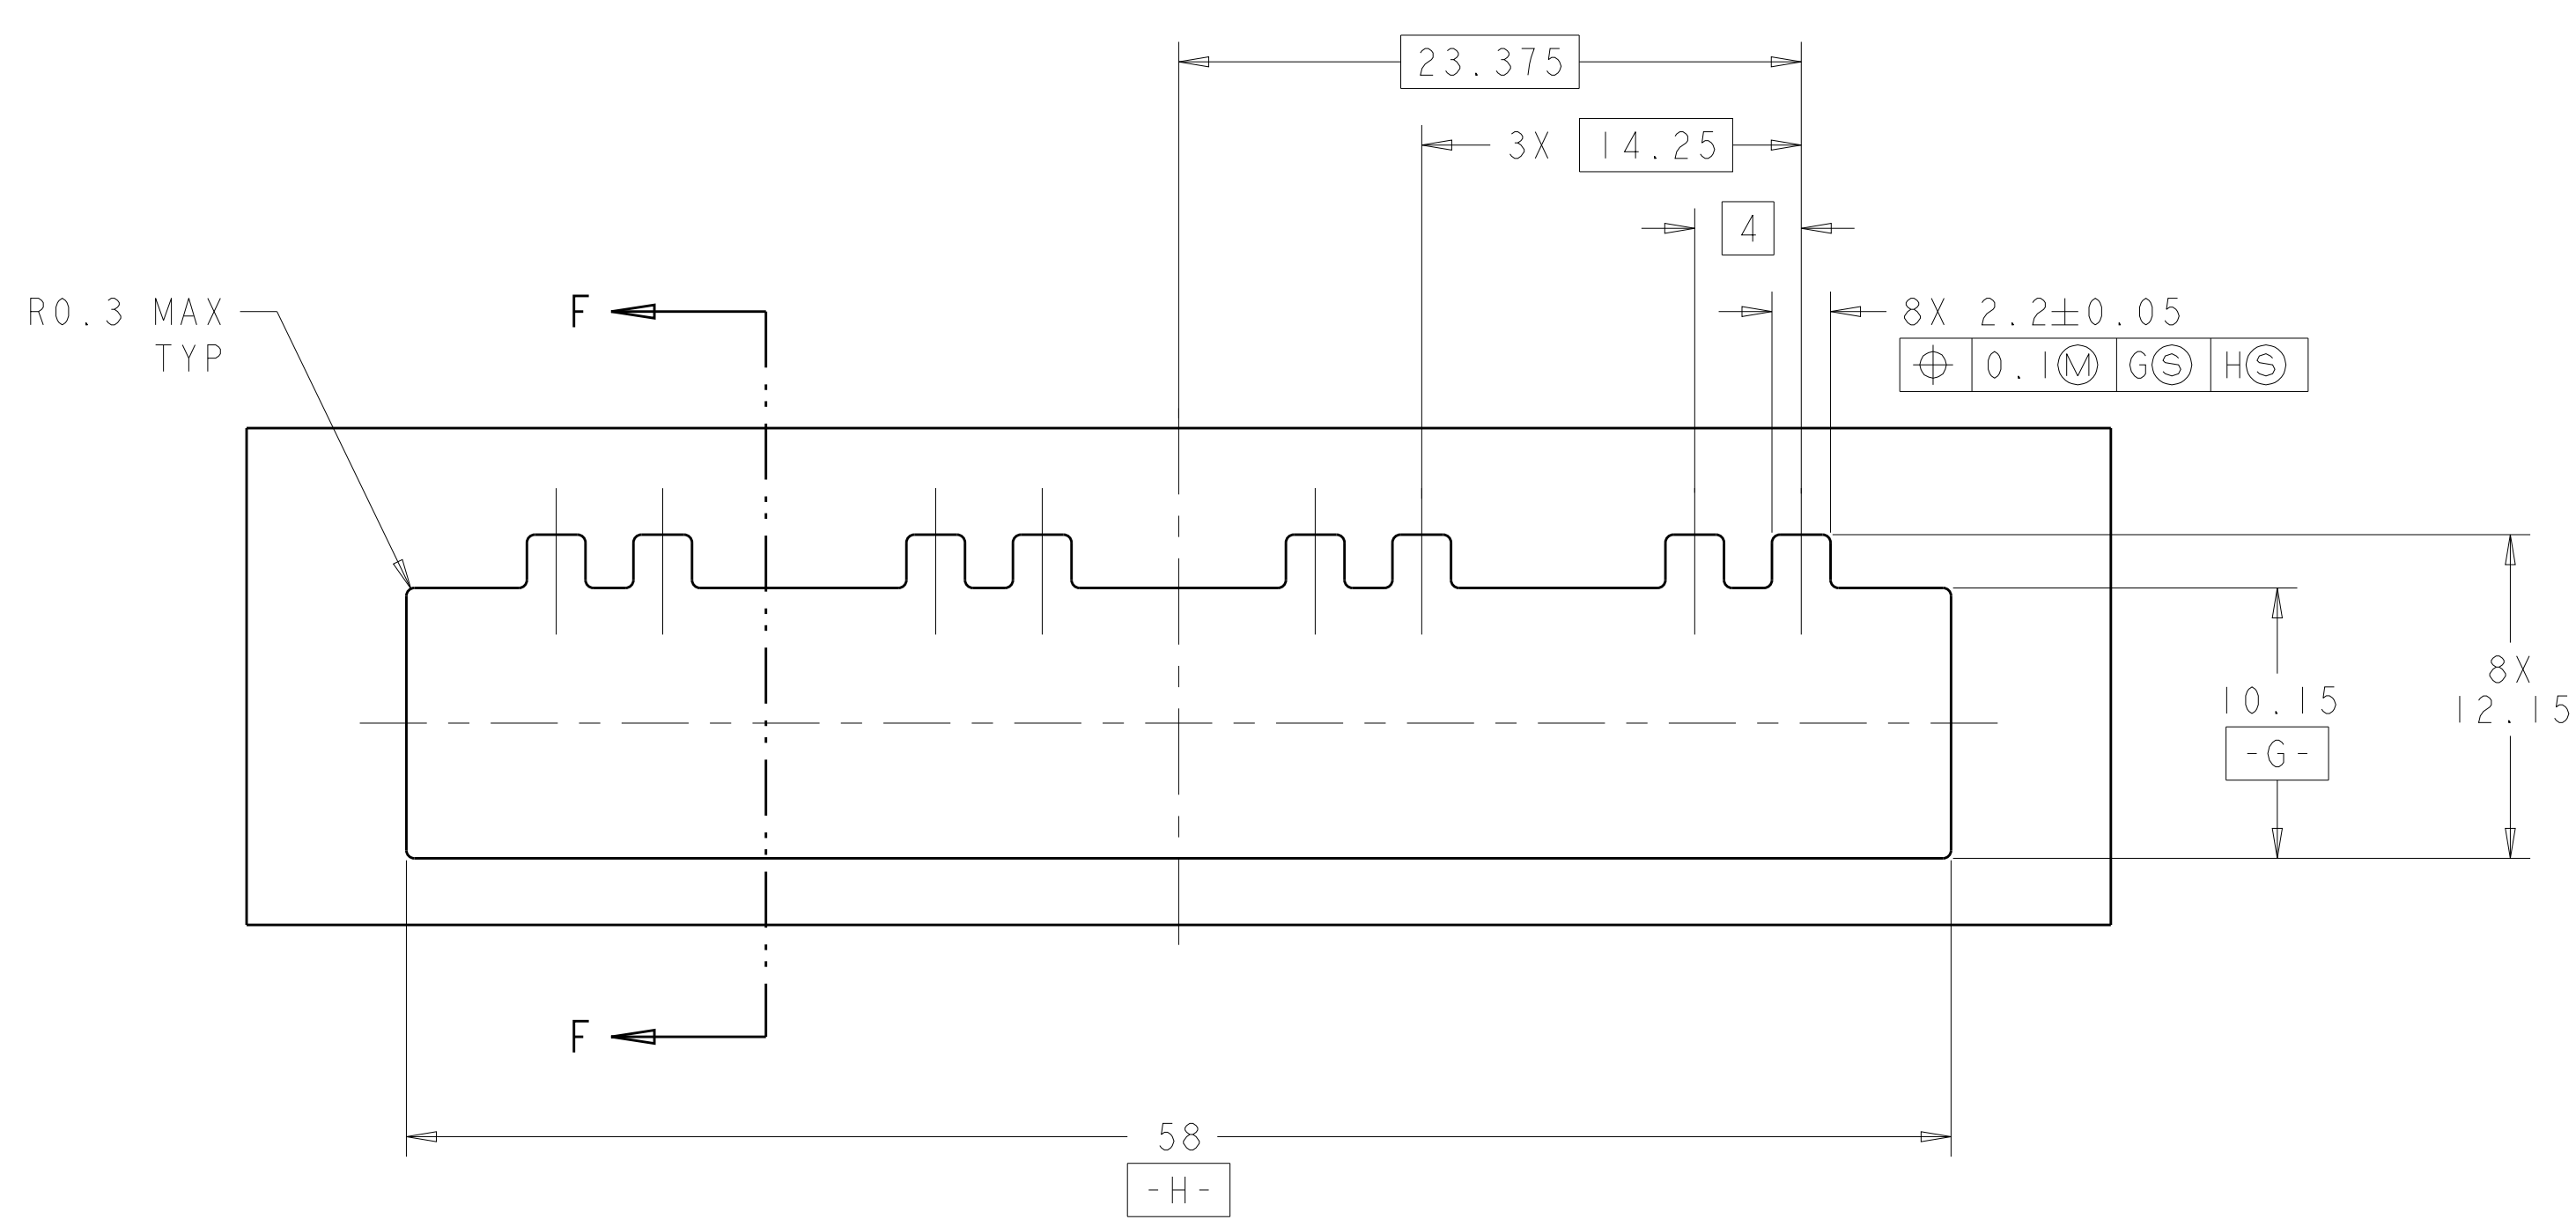 23.375
3X 14.25
4
R0.3 MAX
TYP
F
8X 2.2±0.05
⌖ 0.1Ⓜ GⓈ HⓈ
8X
12.15
10.15
-G-
F
58
-H-